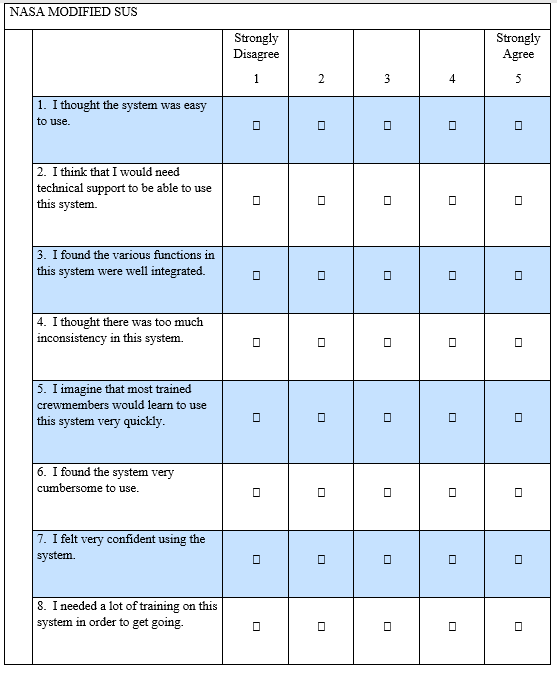 NASA MODIFIED SUS
Strongly
Disagree
1
2
3
4
Strongly
Agree
5
1. I thought the system was easy
to use.
2. I think that I would need
technical support to be able to use
this system.
3. I found the various functions in
this system were well integrated.
4. I thought there was too much
inconsistency in this system.
5. I imagine that most trained
crewmembers would learn to use
this system very quickly.
6. I found the system very
cumbersome to use.
7. I felt very confident using the
system.
8. I needed a lot of training on this
system in order to get going.